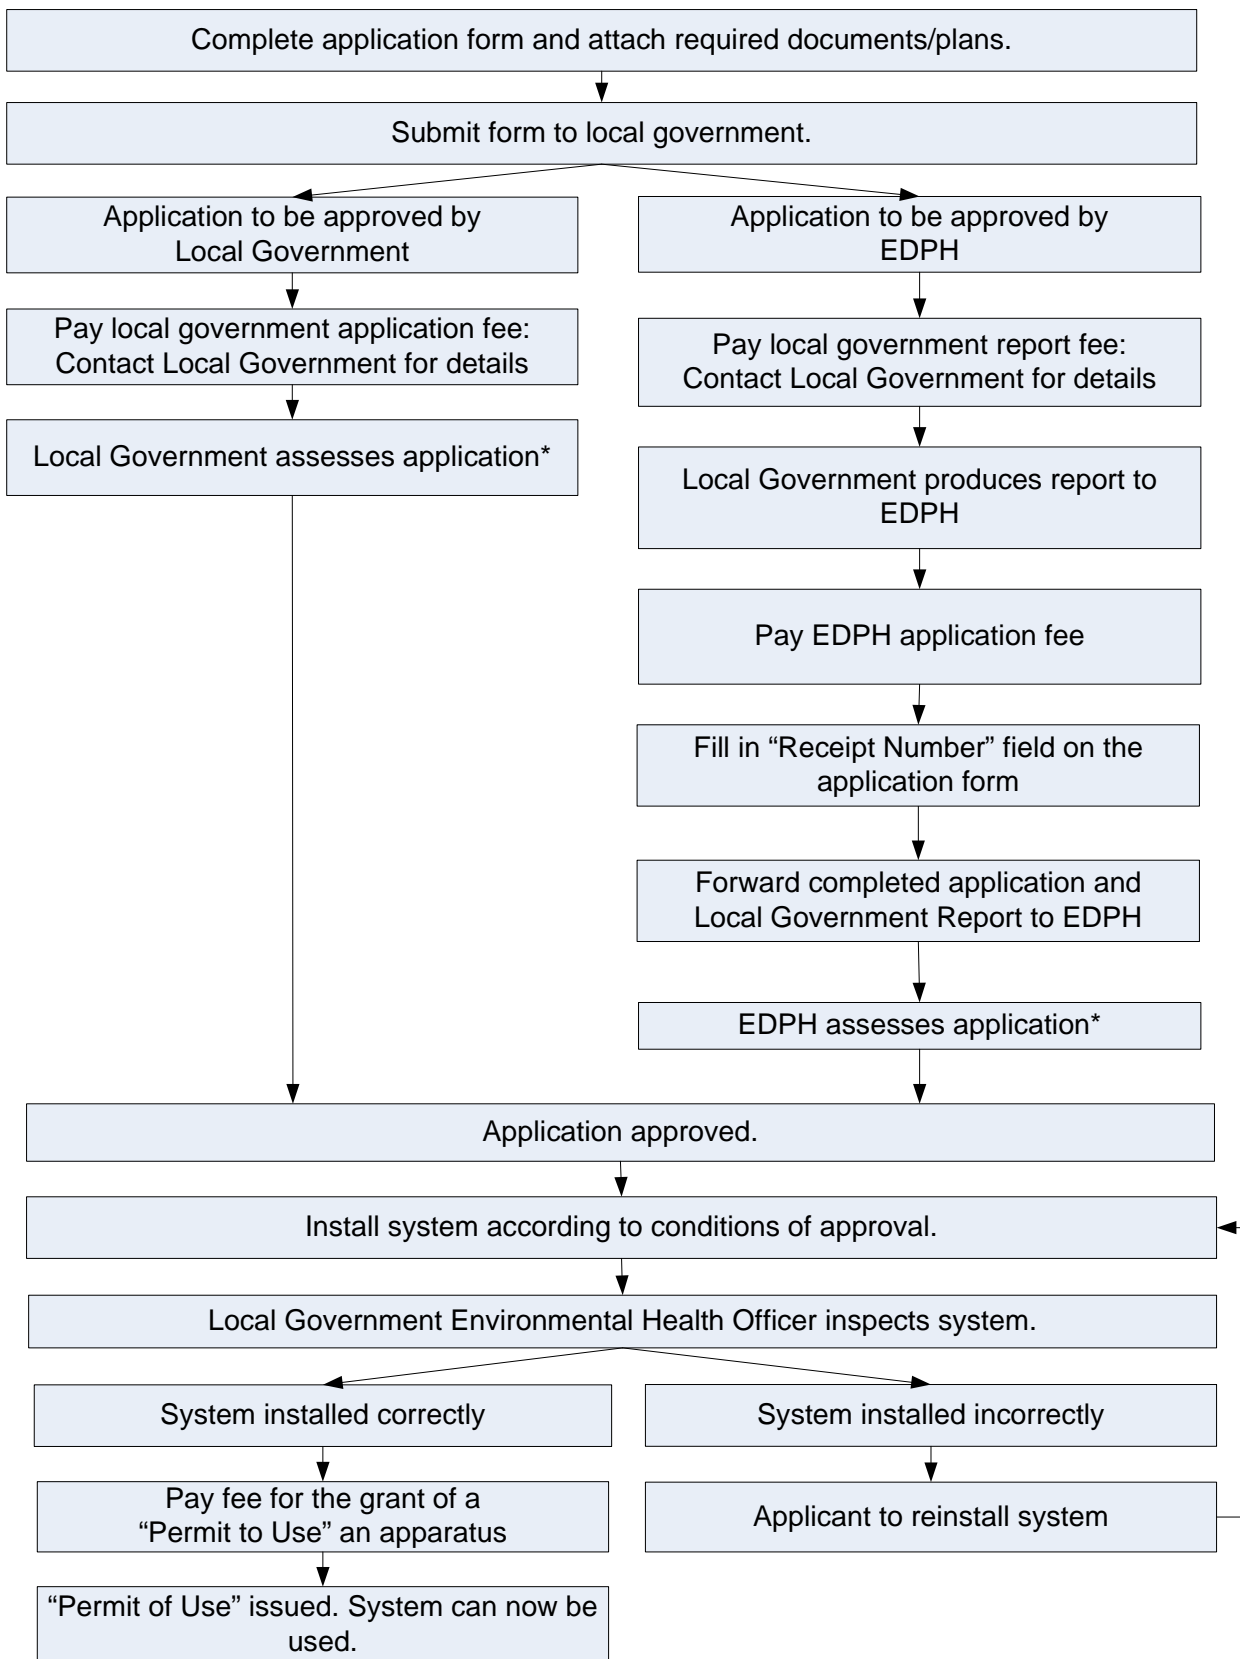 Complete application form and attach required documents/plans.
Submit form to local government.
Application to be approved by
Local Government
Pay local government application fee:
Contact Local Government for details
Local Government assesses application*
Application to be approved by
EDPH
Pay local government report fee:
Contact Local Government for details
Local Government produces report to
EDPH
Pay EDPH application fee
Fill in “Receipt Number” field on the
application form
Forward completed application and
Local Government Report to EDPH
EDPH assesses application*
Application approved.
Install system according to conditions of approval.
Local Government Environmental Health Officer inspects system.
System installed correctly
Pay fee for the grant of a
“Permit to Use” an apparatus
“Permit of Use” issued. System can now be
used.
System installed incorrectly
Applicant to reinstall system